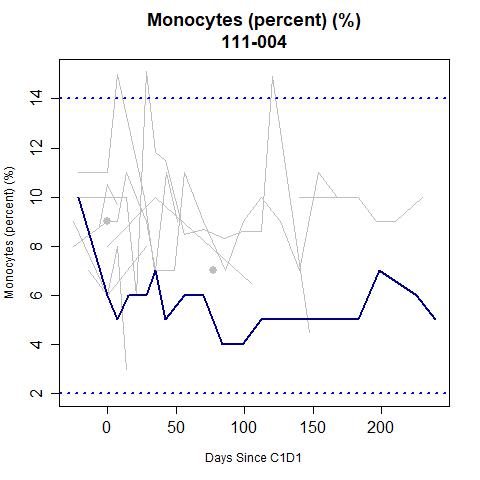 Monocytes (percent) (%)
111-004
Monocytes (percent) (%)
14
12
10
8
6
4
2
0 50 100 150 200
Days Since C1D1